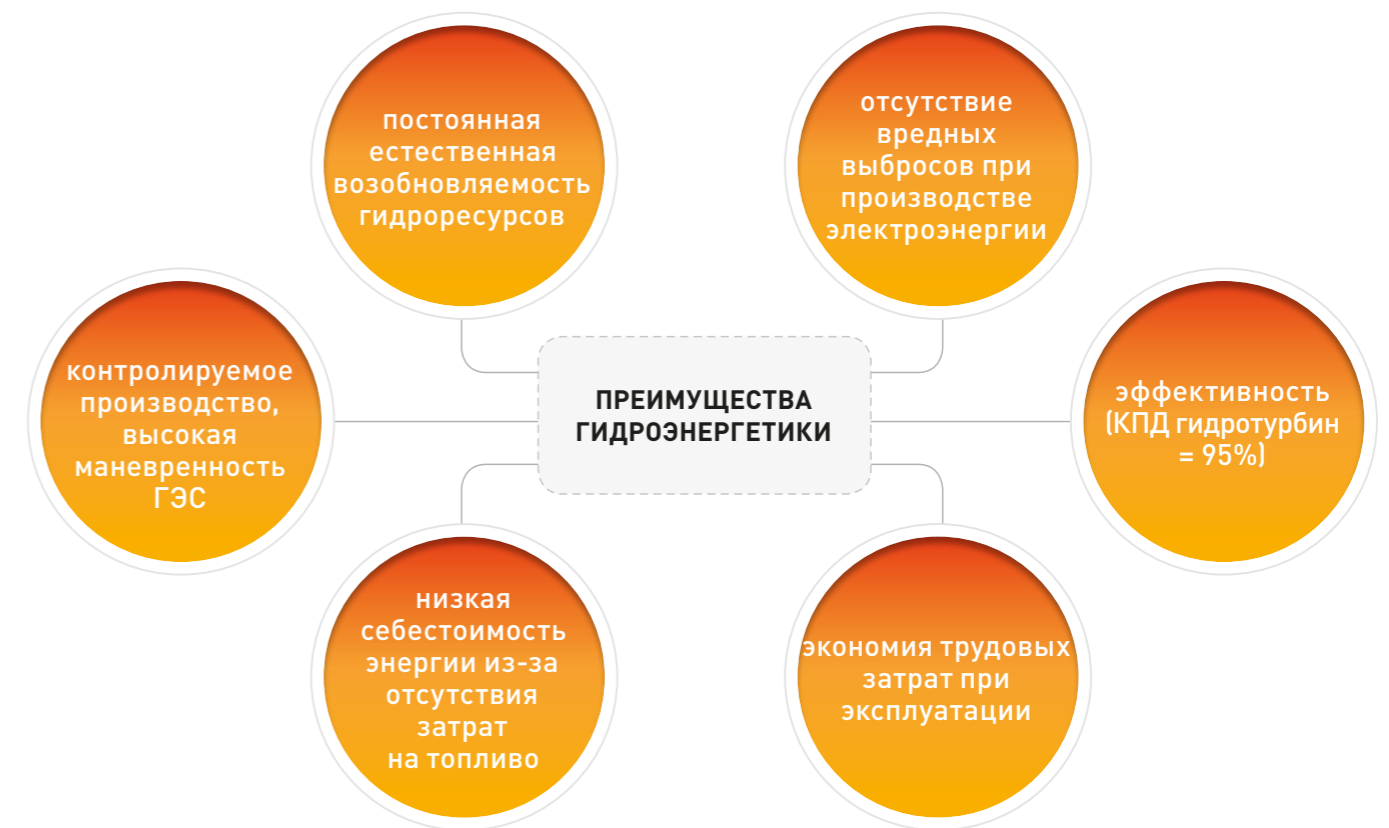 постоянная
естественная
возобновляемость
гидроресурсов
отсутствие
вредных
выбросов при
производстве
электроэнергии
контролируемое
производство,
высокая
маневренность
ГЭС
ПРЕИМУЩЕСТВА
ГИДРОЭНЕРГЕТИКИ
эффективность
(КПД гидротурбин
= 95%)
низкая
себестоимость
энергии из-за
отсутствия
затрат
на топливо
экономия трудовых
затрат при
эксплуатации